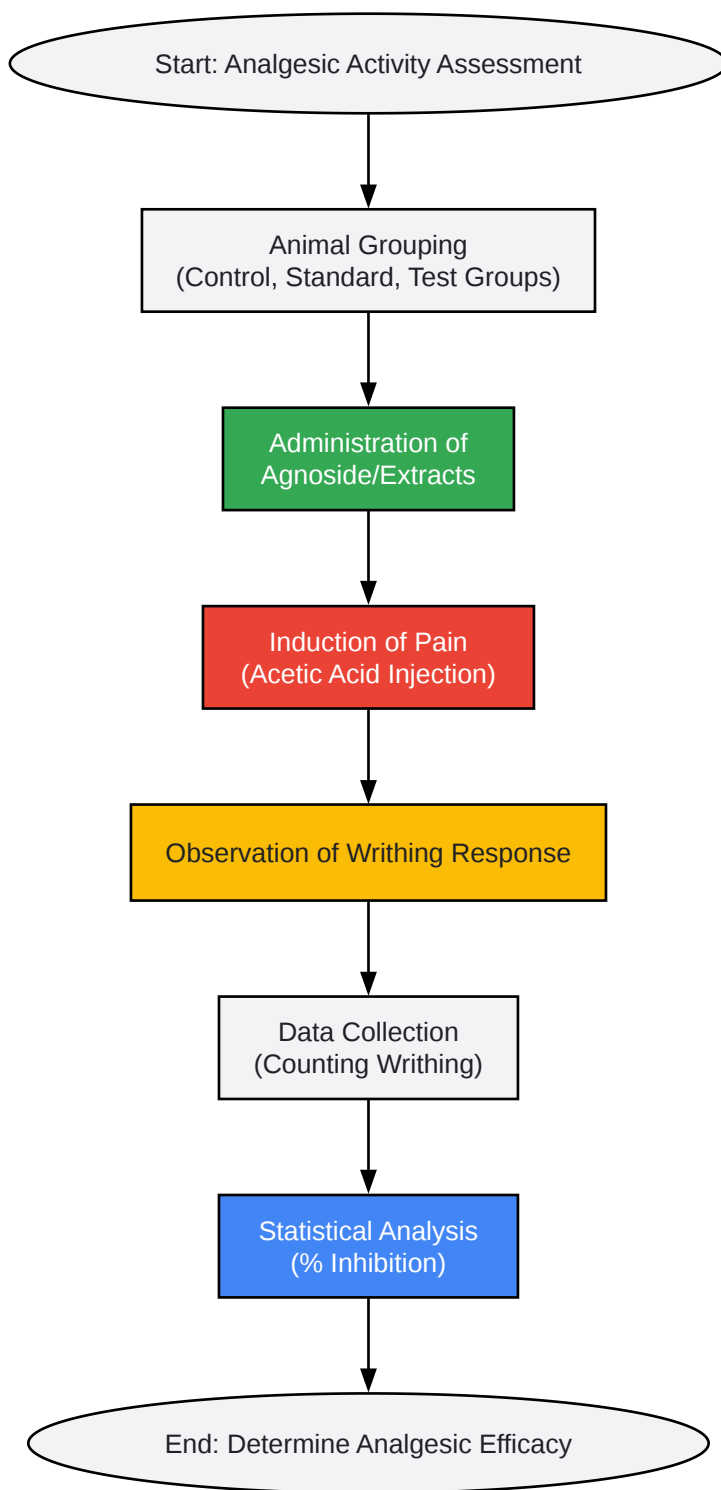 Start: Analgesic Activity Assessment
Animal Grouping
(Control, Standard, Test Groups)
Administration of
Agnoside/Extracts
Induction of Pain
(Acetic Acid Injection)
Observation of Writhing Response
Data Collection
(Counting Writhing)
Statistical Analysis
(% Inhibition)
End: Determine Analgesic Efficacy